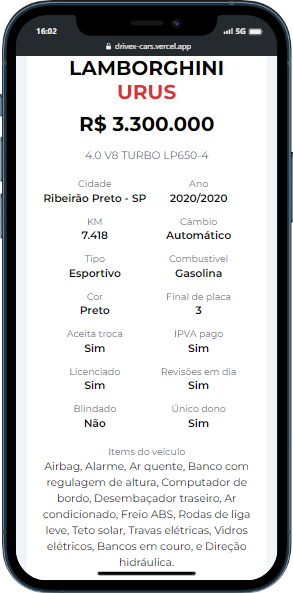 16:02
5G
drivex-cars.vercel.app
LAMBORGHINI
URUS
R$ 3.300.000
4.0 V8 TURBO LP650-4
Cidade Ano
Ribeirão Preto - SP 2020/2020
KM Câmbio
7.418 Automático
Tipo Combustivel
Esportivo Gasolina
Cor Final de placa
Preto 3
Aceita troca IPVA pago
Sim Sim
Licenciado Revisões em dia
Sim Sim
Blindado Único dono
Não Sim
Items do veículo
Airbag, Alarme, Ar quente, Banco com
regulagem de altura, Computador de
bordo, Desembaçador traseiro, Ar
condicionado, Freio ABS, Rodas de liga
leve, Teto solar, Travas elétricas, Vidros
elétricos, Bancos em couro, e Direção
hidráulica.